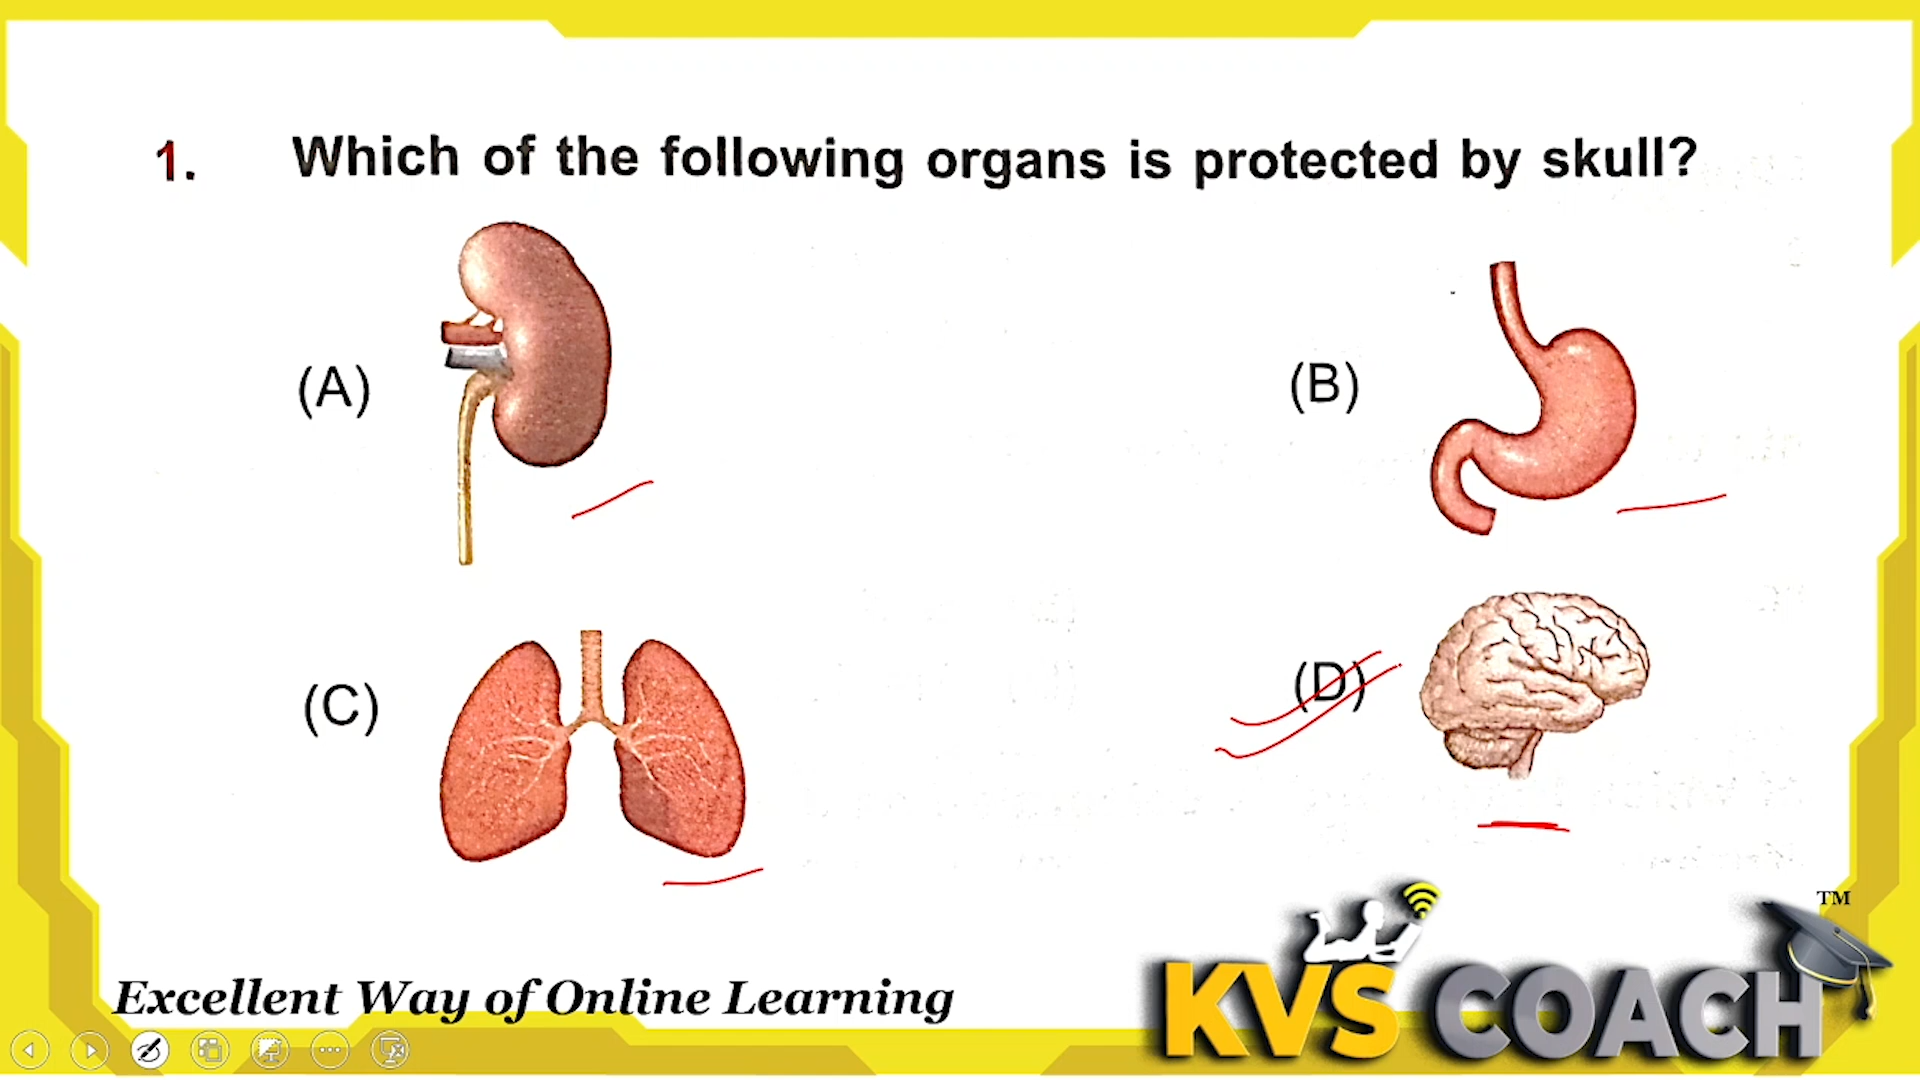 1. Which of the following organs is protected by skull?
(A)
(B)
(C)
(D)
TM
KVS COACH
Excellent Way of Online Learning